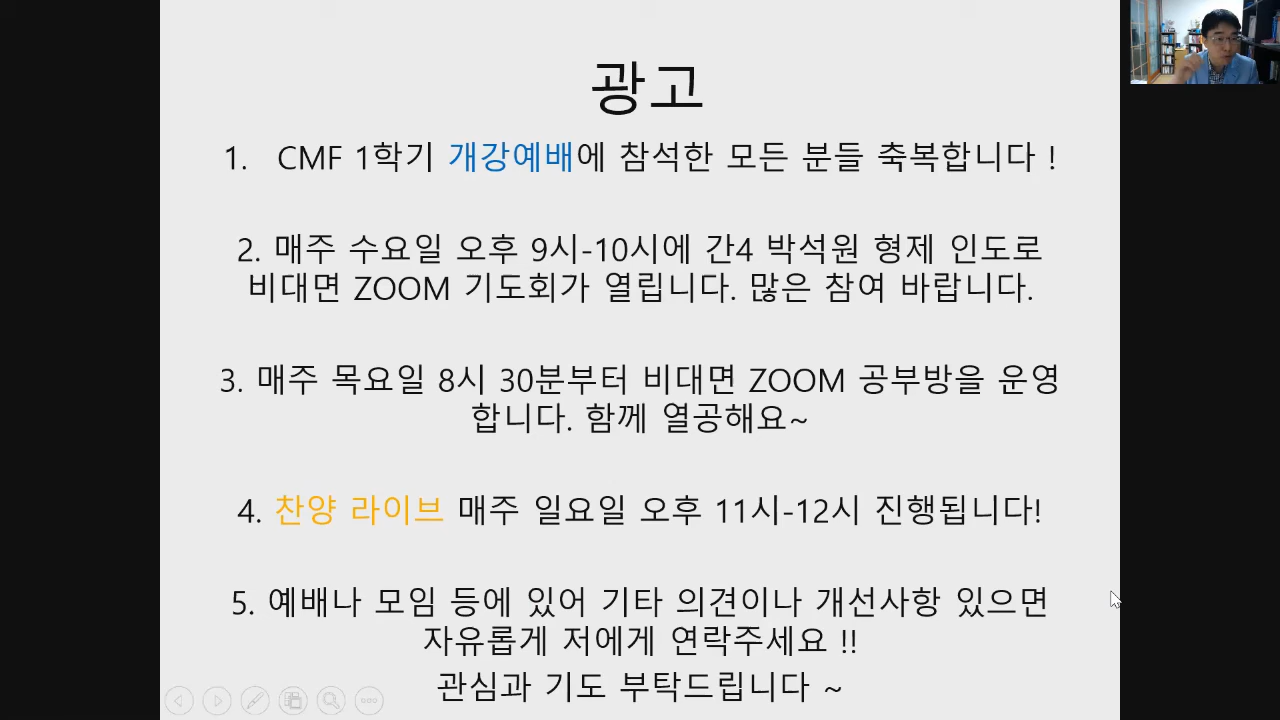 광고
1. CMF 1학기 개강예배에 참석한 모든 분들 축복합니다 !
2. 매주 수요일 오후 9시-10시에 간4 박석원 형제 인도로
비대면 ZOOM 기도회가 열립니다. 많은 참여 바랍니다.
3. 매주 목요일 8시 30분부터 비대면 ZOOM 공부방을 운영
합니다. 함께 열공해요~
4. 찬양 라이브 매주 일요일 오후 11시-12시 진행됩니다!
5. 예배나 모임 등에 있어 기타 의견이나 개선사항 있으면
자유롭게 저에게 연락주세요 !!
관심과 기도 부탁드립니다 ~